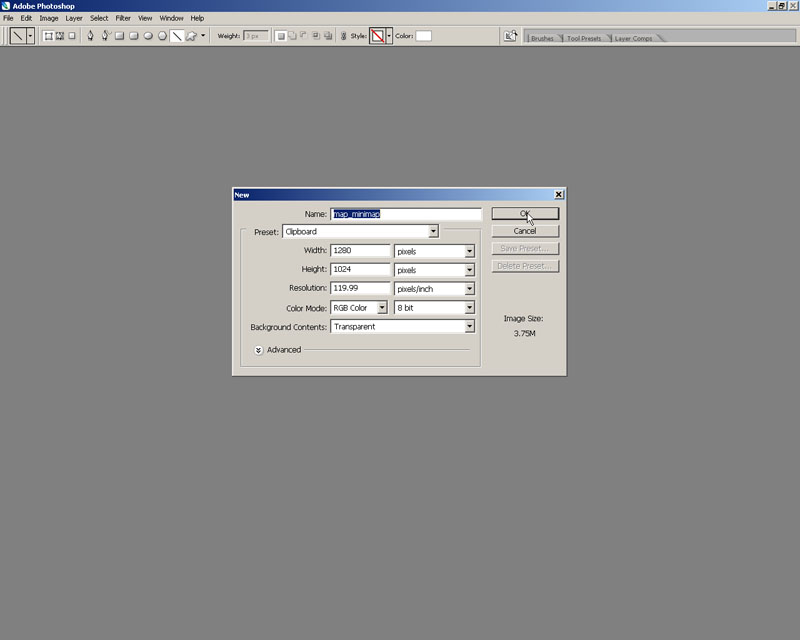 Adobe Photoshop
File Edit Image Layer Select Filter View Window Help
Weight: 3 px Style: Color: Brushes Tool Presets Layer Comps
New
Name: map_minimap OK
Preset: Clipboard Cancel
Width: 1280 pixels Save Preset...
Height: 1024 pixels Delete Preset...
Resolution: 119.99 pixels/inch
Color Mode: RGB Color 8 bit
Background Contents: Transparent
Image Size:
3.75M
Advanced